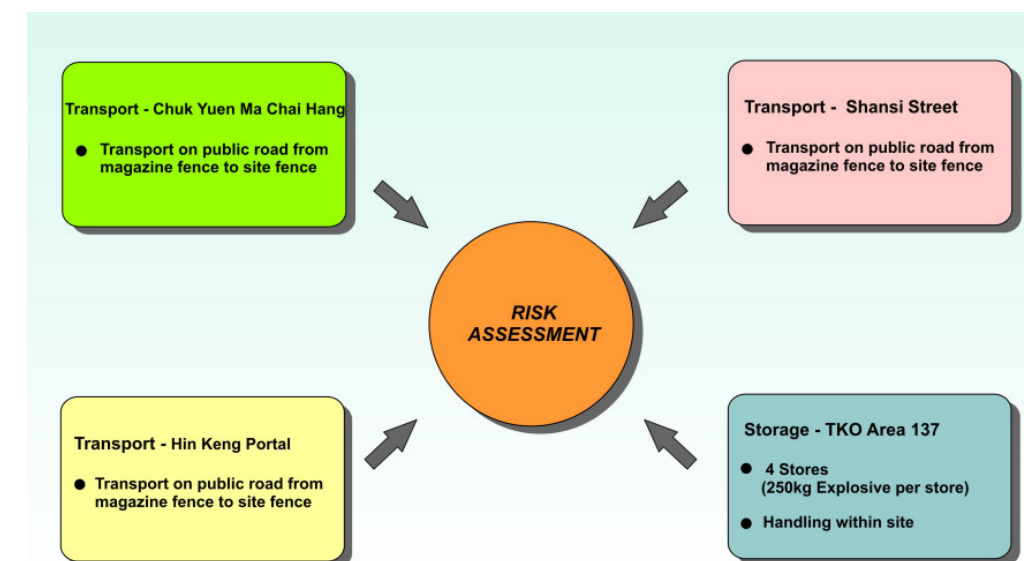 Transport - Chuk Yuen Ma Chai Hang
● Transport on public road from
magazine fence to site fence
Transport - Shansi Street
● Transport on public road from
magazine fence to site fence
RISK
ASSESSMENT
Transport - Hin Keng Portal
● Transport on public road from
magazine fence to site fence
Storage - TKO Area 137
● 4 Stores
(250kg Explosive per store)
● Handling within site